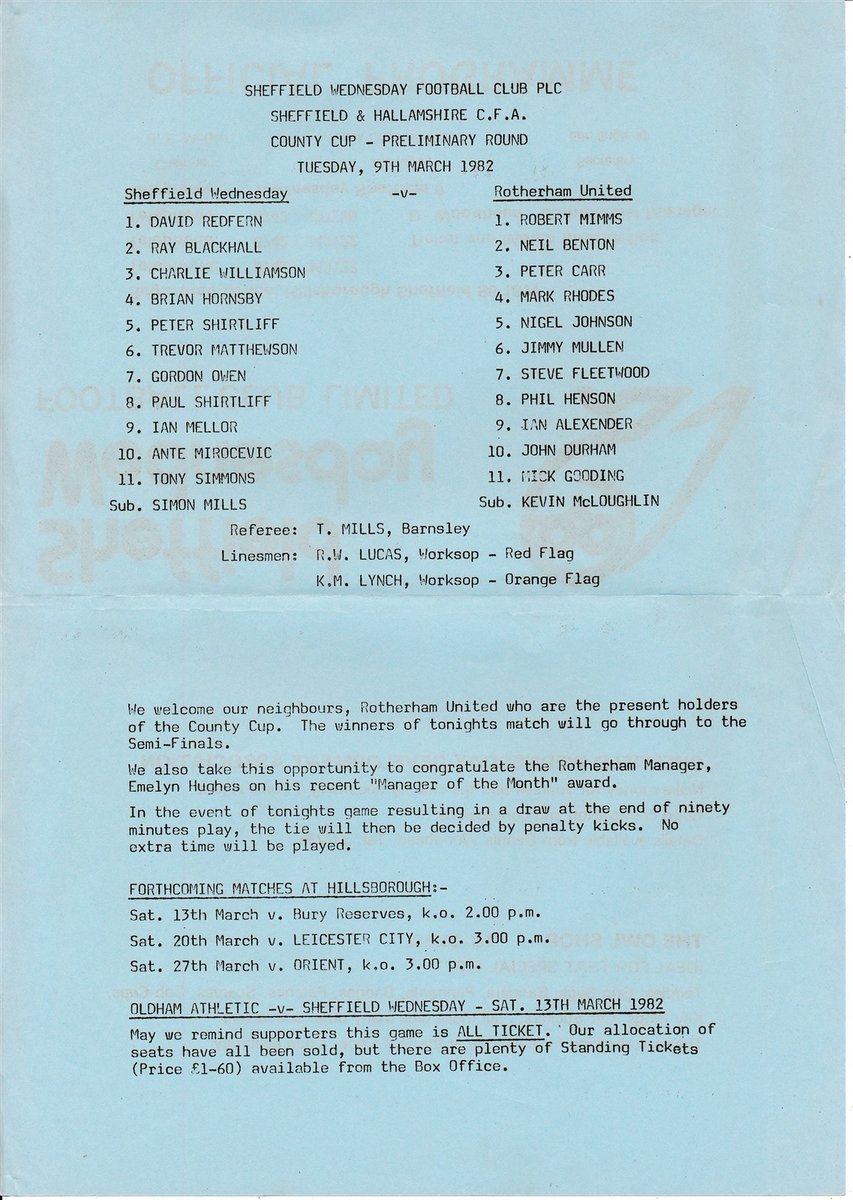 SHEFFIELD WEDNESDAY FOOTBALL CLUB PLC
SHEFFIELD & HALLAMSHIRE C.F.A.
COUNTY CUP - PRELIMINARY ROUND
TUESDAY, 9TH MARCH 1982
Sheffield Wednesday -v- Rotherham United
1. DAVID REDFERN 1. ROBERT MIMMS
2. RAY BLACKHALL 2. NEIL BENTON
3. CHARLIE WILLIAMSON 3. PETER CARR
4. BRIAN HORNSBY 4. MARK RHODES
5. PETER SHIRTLIFF 5. NIGEL JOHNSON
6. TREVOR MATTHEWSON 6. JIMMY MULLEN
7. GORDON OWEN 7. STEVE FLEETWOOD
8. PAUL SHIRTLIFF 8. PHIL HENSON
9. IAN MELLOR 9. IAN ALEXENDER
10. ANTE MIROCEVIC 10. JOHN DURHAM
11. TONY SIMMONS 11. MICK GOODING
Sub. SIMON MILLS Sub. KEVIN McLOUGHLIN
Referee: T. MILLS, Barnsley
Linesmen: R.W. LUCAS, Worksop - Red Flag
K.M. LYNCH, Worksop - Orange Flag
We welcome our neighbours, Rotherham United who are the present holders
of the County Cup. The winners of tonights match will go through to the
Semi-Finals.
We also take this opportunity to congratulate the Rotherham Manager,
Emelyn Hughes on his recent "Manager of the Month" award.
In the event of tonights game resulting in a draw at the end of ninety
minutes play, the tie will then be decided by penalty kicks. No
extra time will be played.
FORTHCOMING MATCHES AT HILLSBOROUGH:-
Sat. 13th March v. Bury Reserves, k.o. 2.00 p.m.
Sat. 20th March v. LEICESTER CITY, k.o. 3.00 p.m.
Sat. 27th March v. ORIENT, k.o. 3.00 p.m.
OLDHAM ATHLETIC -v- SHEFFIELD WEDNESDAY - SAT. 13TH MARCH 1982
May we remind supporters this game is ALL TICKET. Our allocation of
seats have all been sold, but there are plenty of Standing Tickets
(Price £1-60) available from the Box Office.